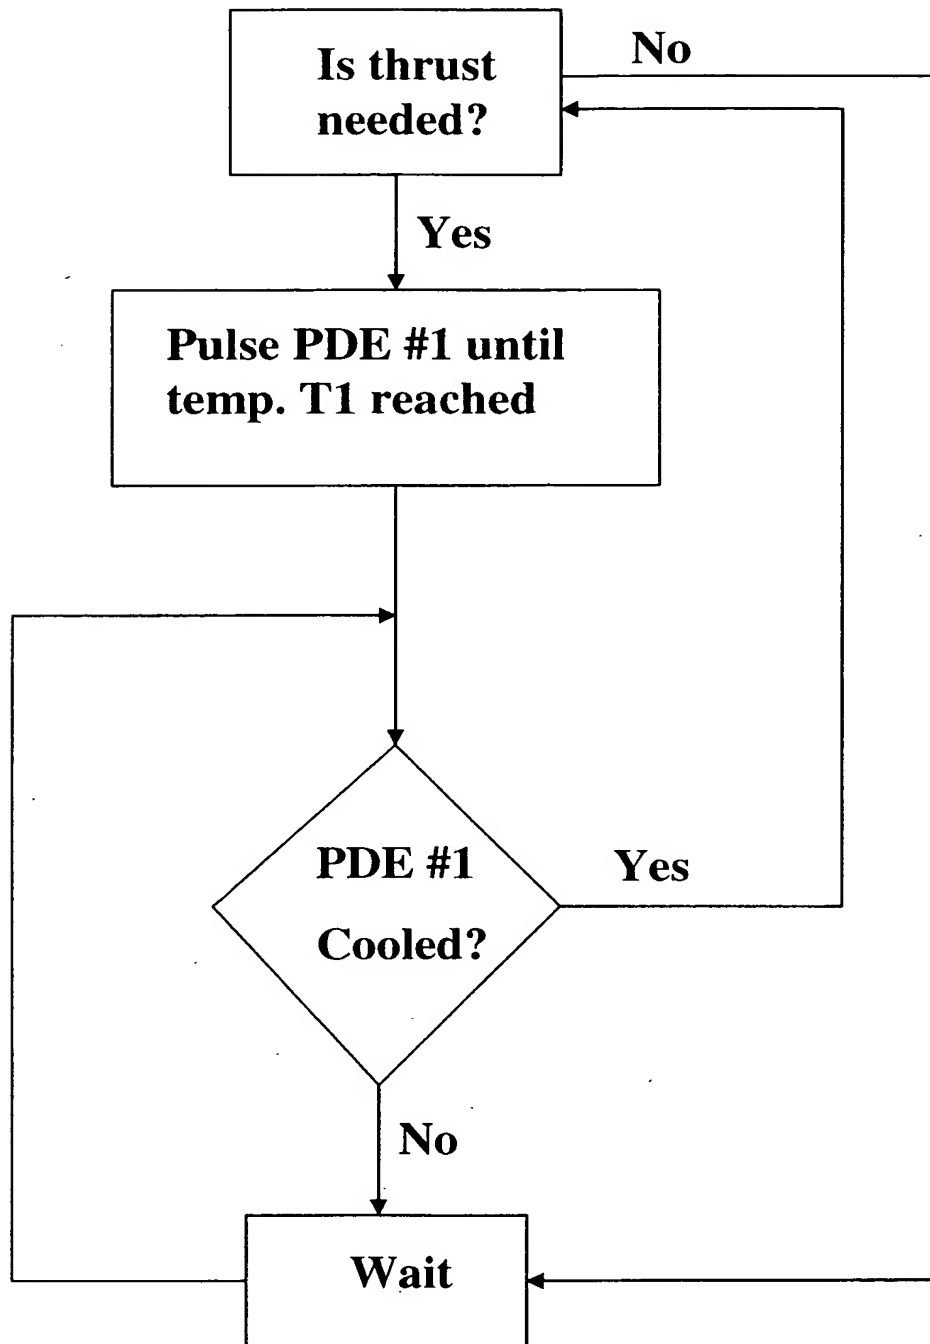 Is thrust
needed?
No
Yes
Pulse PDE #1 until
temp. T1 reached
PDE #1
Cooled?
Yes
No
Wait